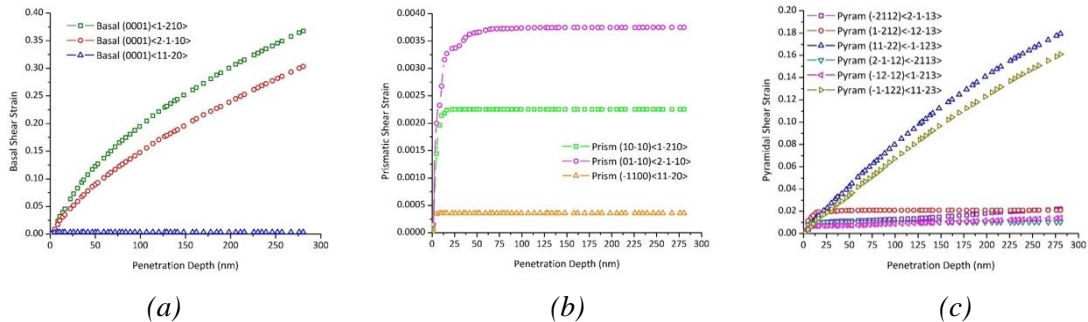 0.40
0.35
0.30
0.25
0.20
0.15
0.10
0.05
0.00
Basal Shear Strain
Basal (0001)<1-210>
Basal (0001)<2-1-10>
Basal (0001)<11-20>
0 50 100 150 200 250 300
Penetration Depth (nm)
(a)
0.0040
0.0035
0.0030
0.0025
0.0020
0.0015
0.0010
0.0005
0.0000
Prismatic Shear Strain
Prism (10-10)<1-210>
Prism (01-10)<2-1-10>
Prism (-1100)<11-20>
0 25 50 75 100 125 150 175 200 225 250 275 300
Penetration Depth (nm)
(b)
0.20
0.18
0.16
0.14
0.12
0.10
0.08
0.06
0.04
0.02
0.00
Pyramidal Shear Strain
Pyram (-2112)<2-1-13>
Pyram (1-212)<-12-13>
Pyram (11-22)<-1-123>
Pyram (2-1-12)<-2113>
Pyram (-12-12)<1-213>
Pyram (-1-122)<11-23>
0 25 50 75 100 125 150 175 200 225 250 275 300
Penetration Depth (nm)
(c)